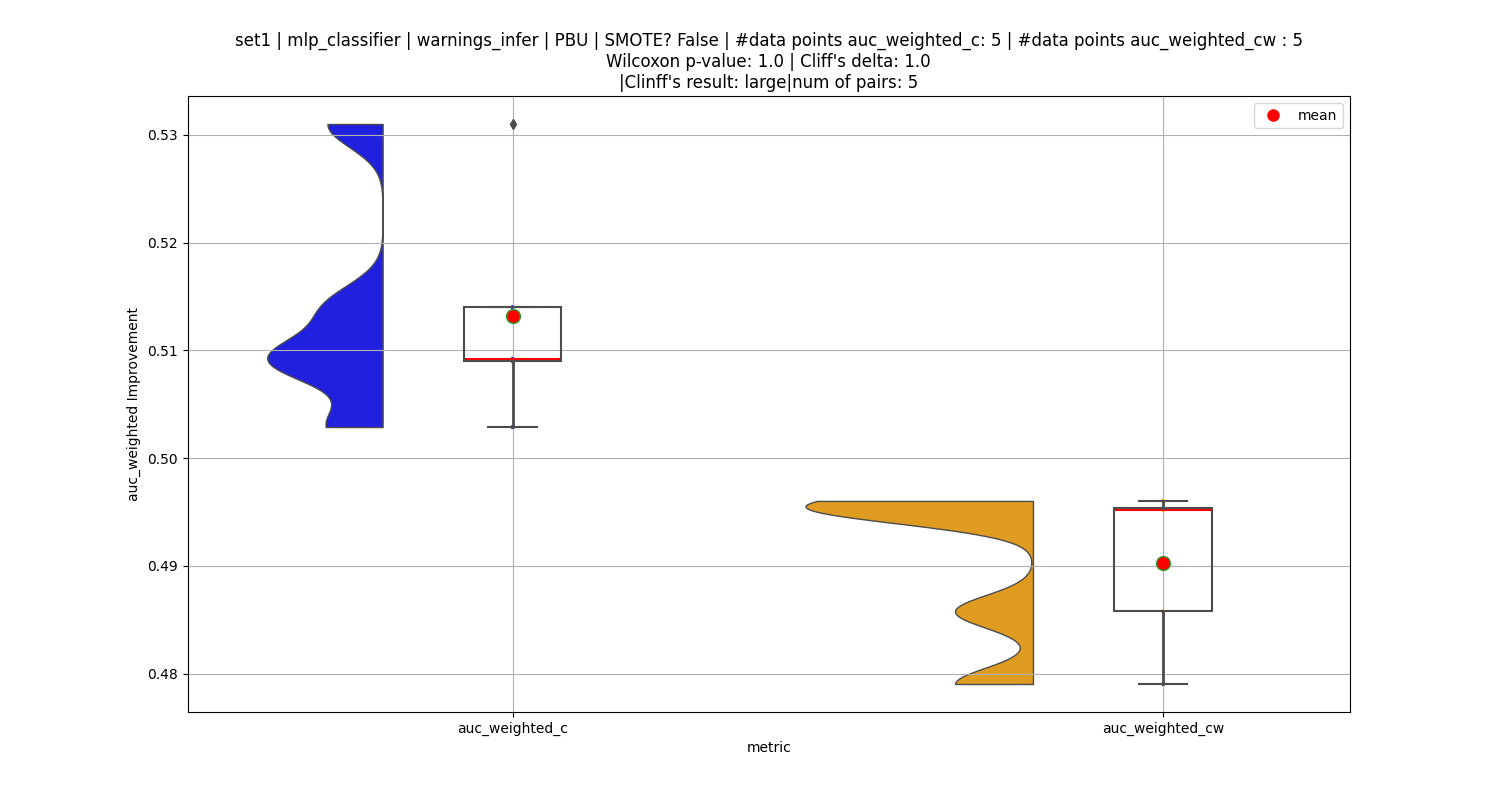 set1 | mlp_classifier | warnings_infer | PBU | SMOTE? False | #data points auc_weighted_c: 5 | #data points auc_weighted_cw : 5
Wilcoxon p-value: 1.0 | Cliff's delta: 1.0
|Clinff's result: large|num of pairs: 5
mean
0.53
0.52
0.51
0.50
0.49
0.48
auc_weighted Improvement
auc_weighted_c
auc_weighted_cw
metric